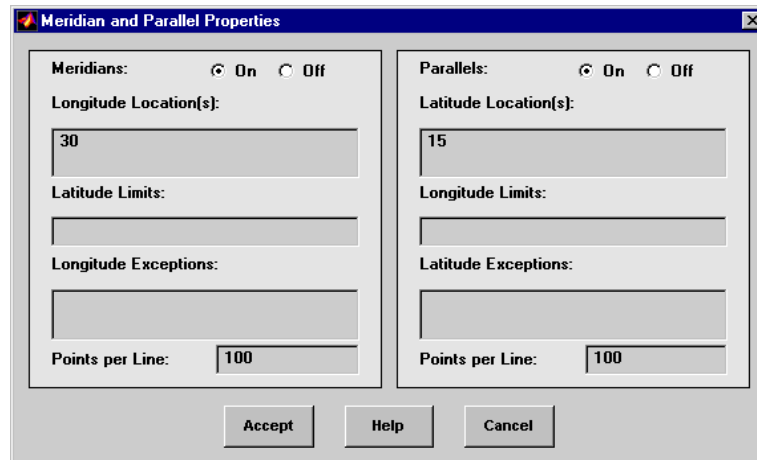 Meridian and Parallel Properties
Meridians: On Off
Longitude Location(s):
30
Latitude Limits:
Longitude Exceptions:
Points per Line: 100
Parallels: On Off
Latitude Location(s):
15
Longitude Limits:
Latitude Exceptions:
Points per Line: 100
Accept Help Cancel